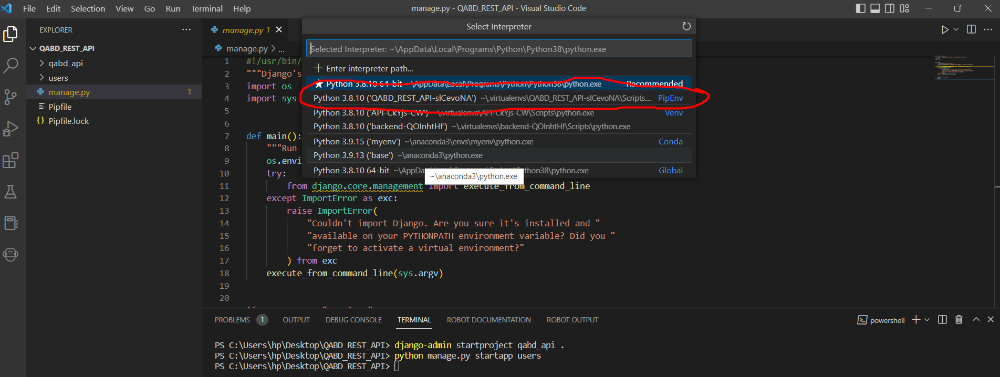 File Edit Selection View Go Run Terminal Help
manage.py - QABD_REST_API - Visual Studio Code
EXPLORER
QABD_REST_API
qabd_api
users
manage.py 1
Pipfile
Pipfile.lock
manage.py 1
manage.py > ...
Select Interpreter
Selected Interpreter: ~\AppData\Local\Programs\Python\Python38\python.exe
Enter interpreter path...
Python 3.8.10 64-bit ~\AppData\Local\Programs\Python\Python38\python.exe Recommended
Python 3.8.10 ('QABD_REST_API-slCevoNA') ~\.virtualenvs\QABD_REST_API-slCevoNA\Scripts... PipEnv
Python 3.8.10 ('API-CkYjs-CW') ~\.virtualenvs\API-CkYjs-CW\Scripts\python.exe Venv
Python 3.8.10 ('backend-QOInhtHf') ~\.virtualenvs\backend-QOInhtHf\Scripts\python.exe
Python 3.9.15 ('myenv') ~\anaconda3\envs\myenv\python.exe Conda
Python 3.9.13 ('base') ~\anaconda3\python.exe
Python 3.8.10 64-bit ~\AppDa ython38\python.exe Global
~\anaconda3\python.exe
1 #!/usr/bin/
2 """Django's
3 import os
4 import sys
5
6
7 def main():
8 """Run
9 os.envi
10 try:
11 from django.core.management import execute_from_command_line
12 except ImportError as exc:
13 raise ImportError(
14 "Couldn't import Django. Are you sure it's installed and "
15 "available on your PYTHONPATH environment variable? Did you "
16 "forget to activate a virtual environment?"
17 ) from exc
18 execute_from_command_line(sys.argv)
19
20
PROBLEMS 1 OUTPUT DEBUG CONSOLE TERMINAL ROBOT DOCUMENTATION ROBOT OUTPUT
powershell
PS C:\Users\hp\Desktop\QABD_REST_API> django-admin startproject qabd_api .
PS C:\Users\hp\Desktop\QABD_REST_API> python manage.py startapp users
PS C:\Users\hp\Desktop\QABD_REST_API>